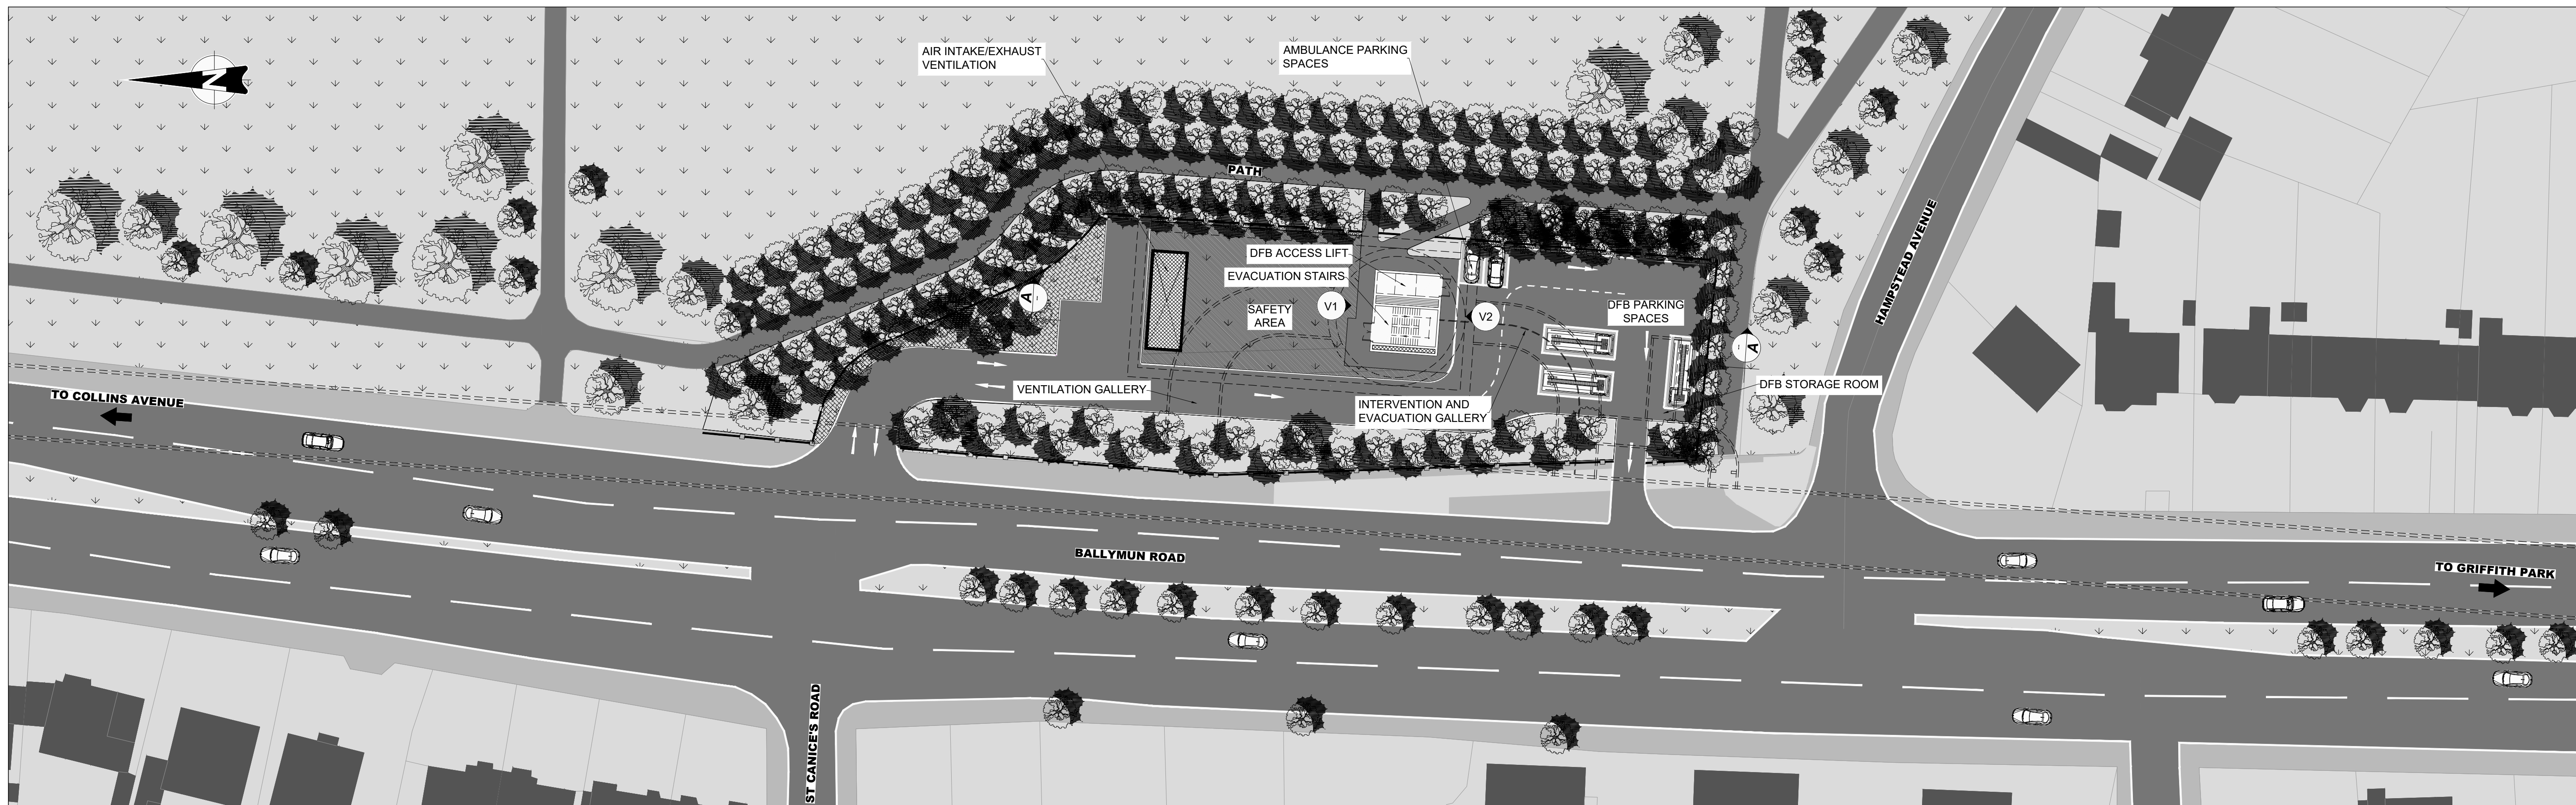 N
AIR INTAKE/EXHAUST
VENTILATION
AMBULANCE PARKING
SPACES
PATH
DFB ACCESS LIFT
EVACUATION STAIRS
A
V1
V2
SAFETY
AREA
DFB PARKING
SPACES
A
HAMPSTEAD AVENUE
VENTILATION GALLERY
INTERVENTION AND
EVACUATION GALLERY
DFB STORAGE ROOM
TO COLLINS AVENUE
BALLYMUN ROAD
TO GRIFFITH PARK
ST CANICE'S ROAD